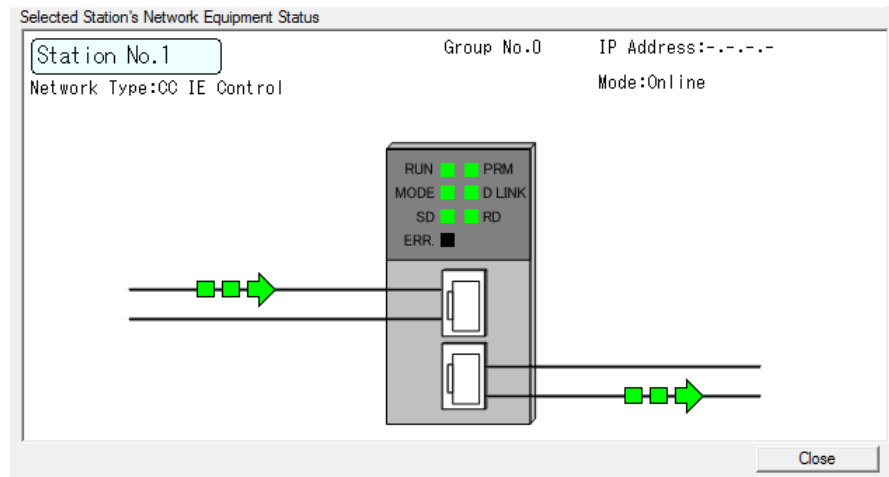 Selected Station's Network Equipment Status
Station No.1 Group No.0 IP Address:-.-.-.-
Network Type:CC IE Control Mode:Online
RUN PRM
MODE D LINK
SD RD
ERR.
Close